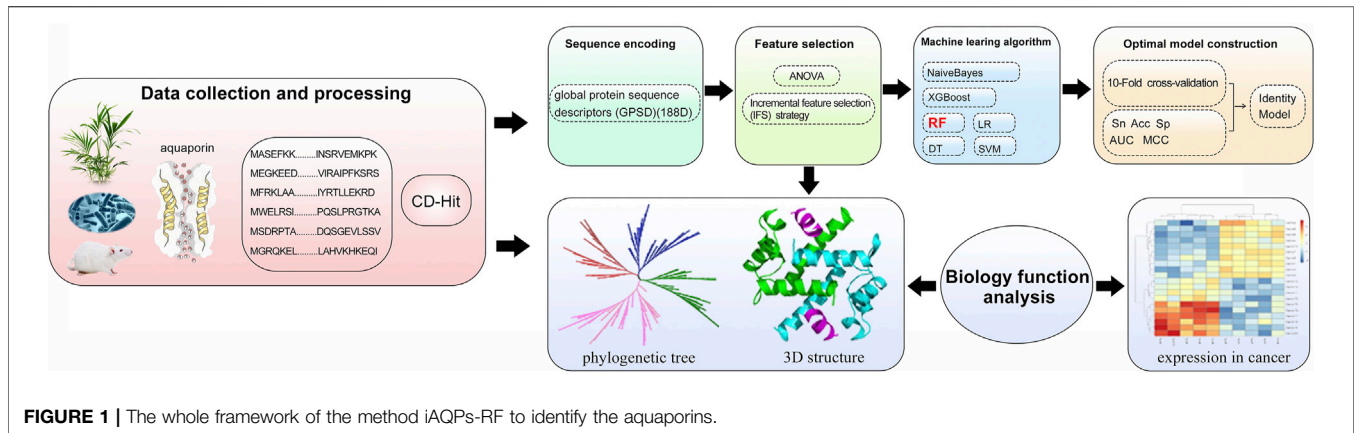 Data collection and processing
aquaporin
MASEFKK.........INSRVEMKPK
MEGKEED.........VIRAIPFKSRS
MFRKLAA.........IYRTLLEKRD
MWELRSI.........PQSLPRGTKA
MSDRPTA.........DQSGEVLSSV
MGRQKEL.........LAHVKHKEQI
CD-Hit
Sequence encoding
global protein sequence
descriptors (GPSD)(188D)
Feature selection
ANOVA
Incremental feature selection
(IFS) strategy
Machine learing algorithm
NaiveBayes
XGBoost
RF
LR
DT
SVM
Optimal model construction
10-Fold cross-validation
Sn Acc Sp
AUC MCC
Identity
Model
phylogenetic tree
3D structure
Biology function
analysis
expression in cancer
FIGURE 1 | The whole framework of the method iAQPs-RF to identify the aquaporins.